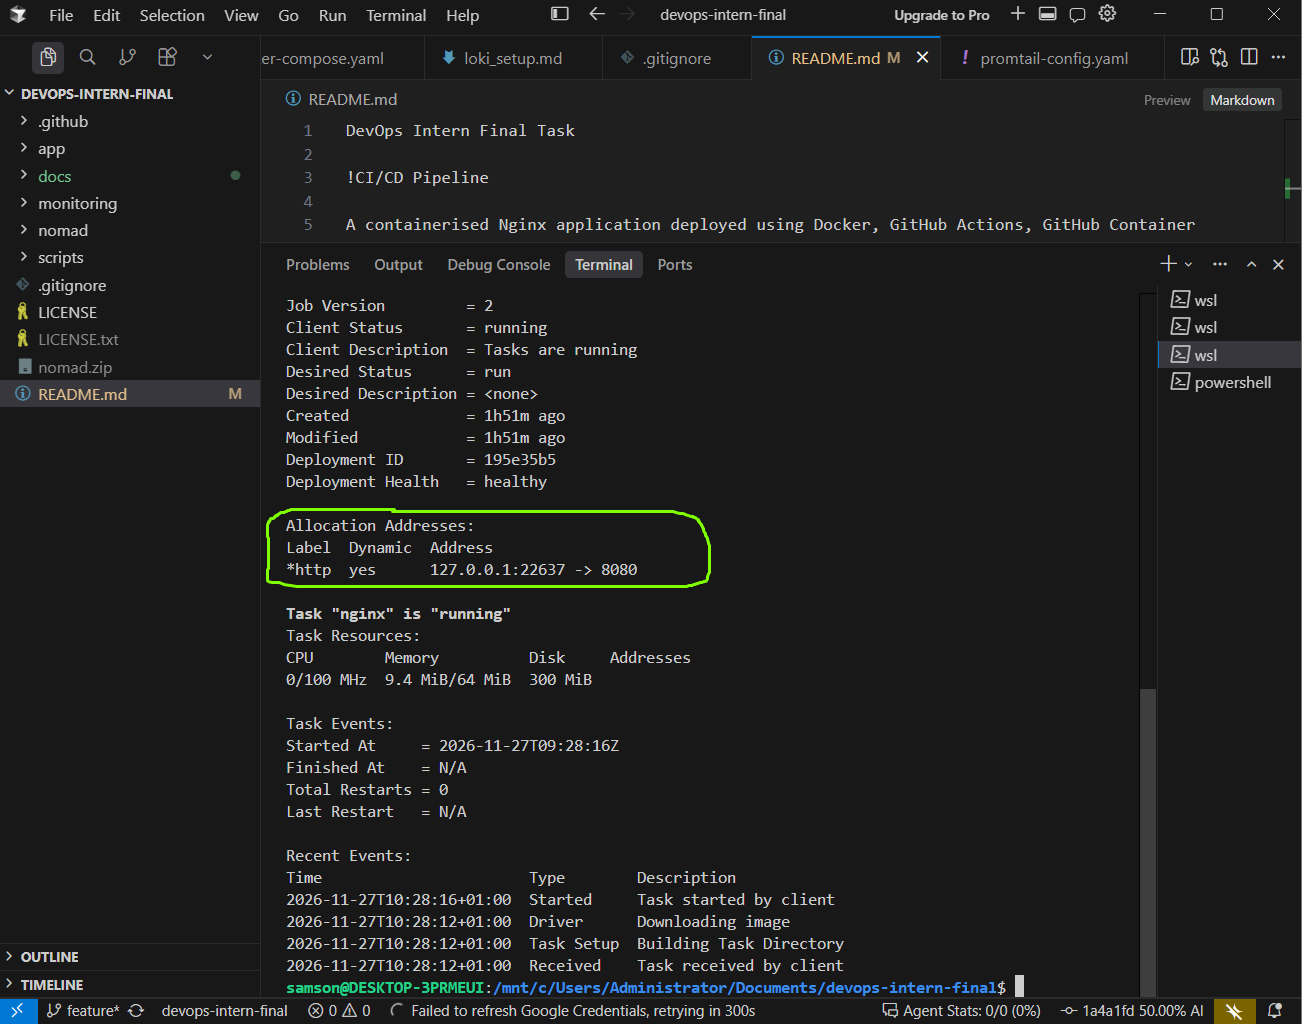 File Edit Selection View Go Run Terminal Help devops-intern-final Upgrade to Pro
er-compose.yaml loki_setup.md .gitignore README.md M promtail-config.yaml
DEVOPS-INTERN-FINAL
.github
app
docs
monitoring
nomad
scripts
.gitignore
LICENSE
LICENSE.txt
nomad.zip
README.md M
OUTLINE
TIMELINE
README.md Preview Markdown
1 DevOps Intern Final Task
2
3 !CI/CD Pipeline
4
5 A containerised Nginx application deployed using Docker, GitHub Actions, GitHub Container
Problems Output Debug Console Terminal Ports
Job Version = 2
Client Status = running
Client Description = Tasks are running
Desired Status = run
Desired Description = <none>
Created = 1h51m ago
Modified = 1h51m ago
Deployment ID = 195e35b5
Deployment Health = healthy
Allocation Addresses:
Label Dynamic Address
*http yes 127.0.0.1:22637 -> 8080
Task "nginx" is "running"
Task Resources:
CPU Memory Disk Addresses
0/100 MHz 9.4 MiB/64 MiB 300 MiB
Task Events:
Started At = 2026-11-27T09:28:16Z
Finished At = N/A
Total Restarts = 0
Last Restart = N/A
Recent Events:
Time Type Description
2026-11-27T10:28:16+01:00 Started Task started by client
2026-11-27T10:28:12+01:00 Driver Downloading image
2026-11-27T10:28:12+01:00 Task Setup Building Task Directory
2026-11-27T10:28:12+01:00 Received Task received by client
samson@DESKTOP-3PRMEUI:/mnt/c/Users/Administrator/Documents/devops-intern-final$
wsl
wsl
wsl
powershell
feature* devops-intern-final 0 0 Failed to refresh Google Credentials, retrying in 300s Agent Stats: 0/0 (0%) 1a4a1fd 50.00% AI